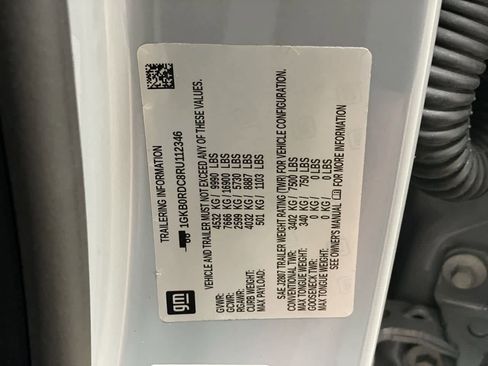 TRAILERING INFORMATION
1GKB0RDC8RU112346
VEHICLE AND TRAILER MUST NOT EXCEED ANY OF THESE VALUES.
GVWR: 4532 KG / 9990 LBS
GCWR: 7666 KG / 16900 LBS
RGAWR: 2599 KG / 5730 LBS
CURB WEIGHT: 4032 KG / 8887 LBS
MAX PAYLOAD: 501 KG / 1103 LBS
SAE J2807 TRAILER WEIGHT RATING (TWR) FOR VEHICLE CONFIGURATION.
CONVENTIONAL TWR: 3402 KG / 7500 LBS
MAX TONGUE WEIGHT: 340 KG / 750 LBS
GOOSENECK TWR: 0 KG / 0 LBS
MAX TONGUE WEIGHT: 0 KG / 0 LBS
SEE OWNER'S MANUAL FOR MORE INFORMATION
gm